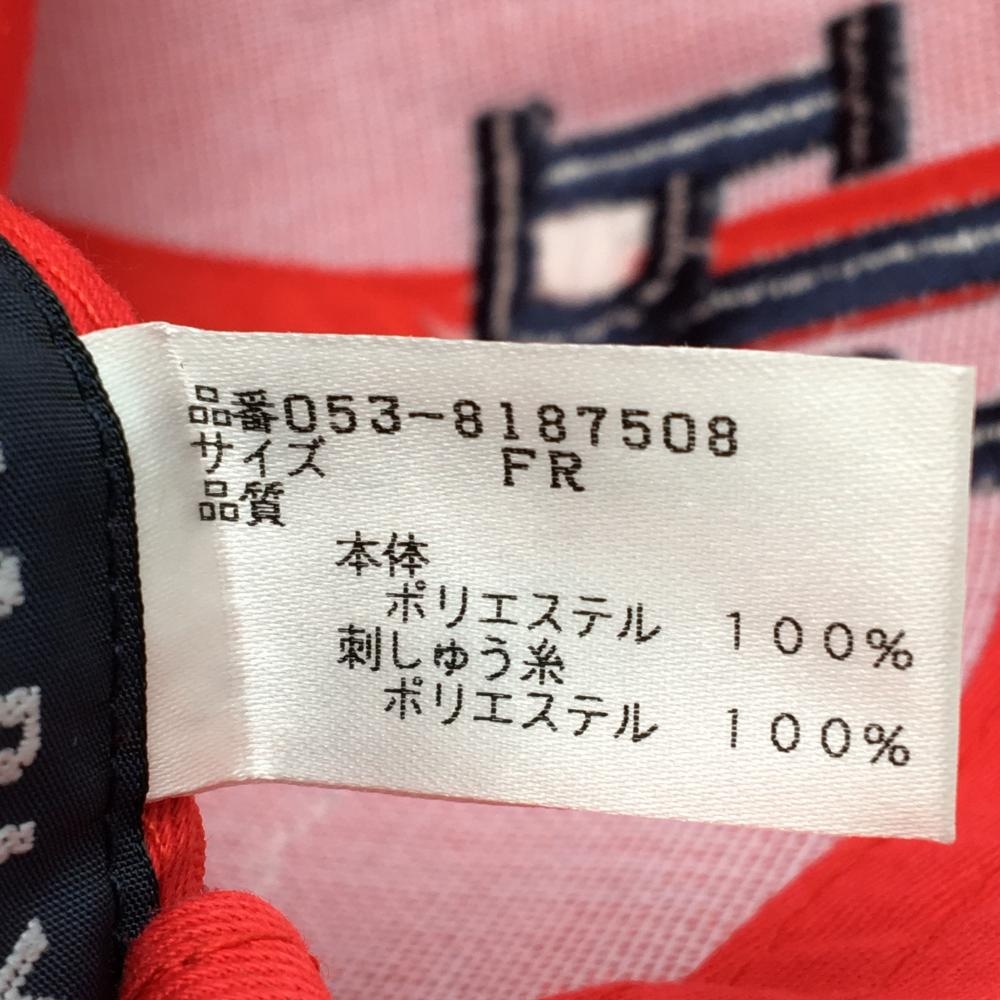 品番053-8187508
サイズ FR
品質
本体
ポリエステル 100%
刺しゅう糸
ポリエステル 100%